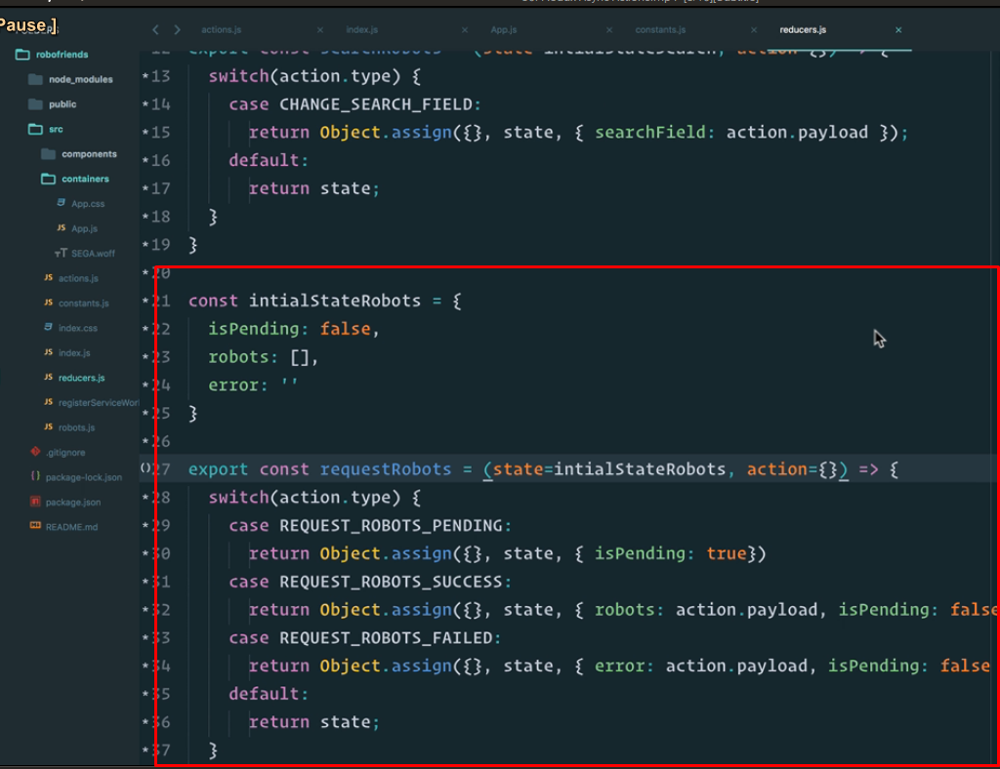 Pause ]
actions.js × index.js × App.js × constants.js × reducers.js ×
robofriends
node_modules
public
src
components
containers
App.css
App.js
SEGA.woff
actions.js
constants.js
index.css
index.js
reducers.js
registerServiceWor
robots.js
.gitignore
package-lock.json
package.json
README.md
12 export const searchRobots = (state=intialStateSearch, action={}) => {
13 switch(action.type) {
14 case CHANGE_SEARCH_FIELD:
15 return Object.assign({}, state, { searchField: action.payload });
16 default:
17 return state;
18 }
19 }
20
21 const intialStateRobots = {
22 isPending: false,
23 robots: [],
24 error: ''
25 }
26
27 export const requestRobots = (state=intialStateRobots, action={}) => {
28 switch(action.type) {
29 case REQUEST_ROBOTS_PENDING:
30 return Object.assign({}, state, { isPending: true})
31 case REQUEST_ROBOTS_SUCCESS:
32 return Object.assign({}, state, { robots: action.payload, isPending: false
33 case REQUEST_ROBOTS_FAILED:
34 return Object.assign({}, state, { error: action.payload, isPending: false
35 default:
36 return state;
37 }